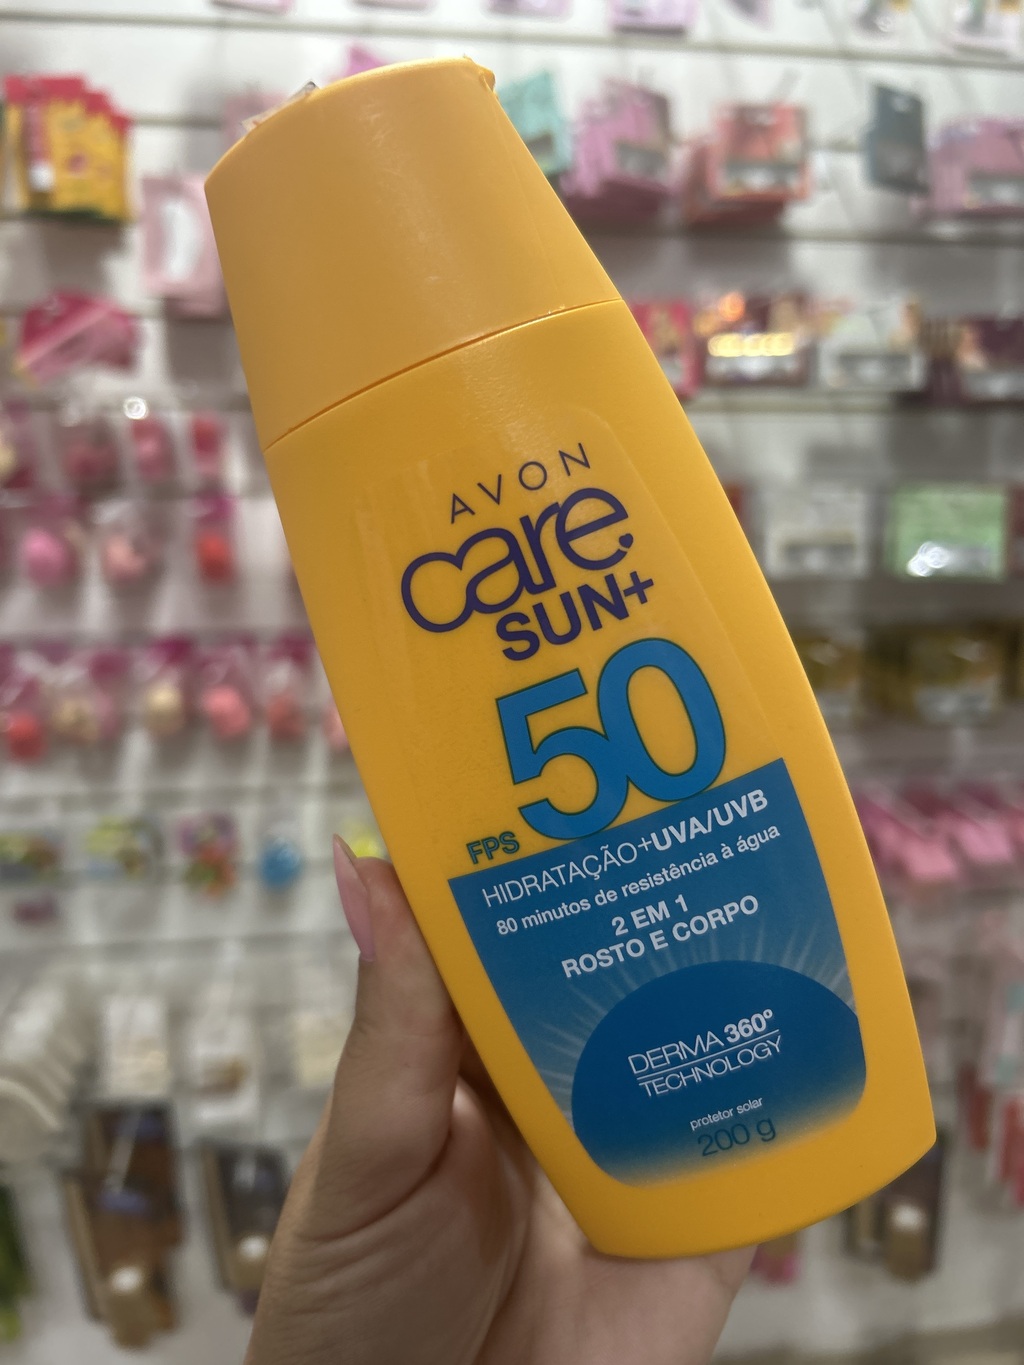 AVON
care
SUN+
50
FPS
HIDRATAÇÃO+UVA/UVB
80 minutos de resistência à água
2 EM 1
ROSTO E CORPO
DERMA 360º
TECHNOLOGY
protetor solar
200 g